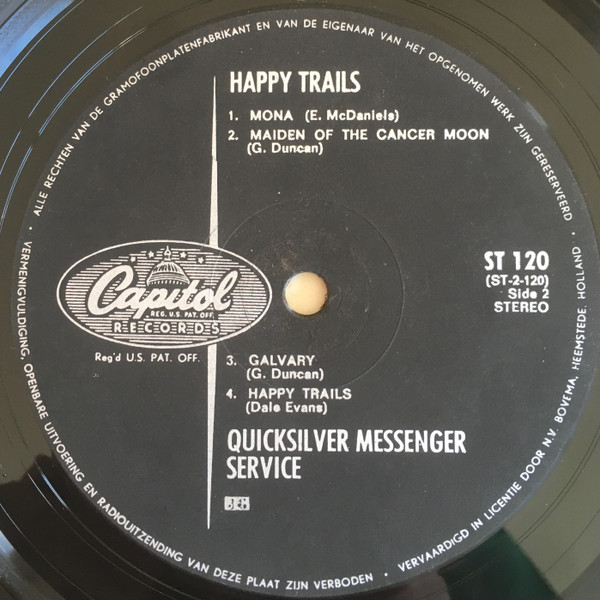 HAPPY TRAILS
1. MONA (E. McDaniels)
2. MAIDEN OF THE CANCER MOON
(G. Duncan)
Capitol
REG. U.S. PAT. OFF.
RECORDS
Reg'd U.S. PAT. OFF.
ST 120
(ST-2-120)
Side 2
STEREO
3. GALVARY
(G. Duncan)
4. HAPPY TRAILS
(Dale Evans)
QUICKSILVER MESSENGER
SERVICE
• ALLE RECHTEN VAN DE GRAMOFOONPLATENFABRIKANT EN VAN DE EIGENAAR VAN HET OPGENOMEN WERK ZIJN GERESERVEERD •
VERMENIGVULDIGING, OPENBARE UITVOERING EN RADIOUITZENDING VAN DEZE PLAAT ZIJN VERBODEN •
VERVAARDIGD IN LICENTIE DOOR N.V. BOVEMA, HEEMSTEDE, HOLLAND